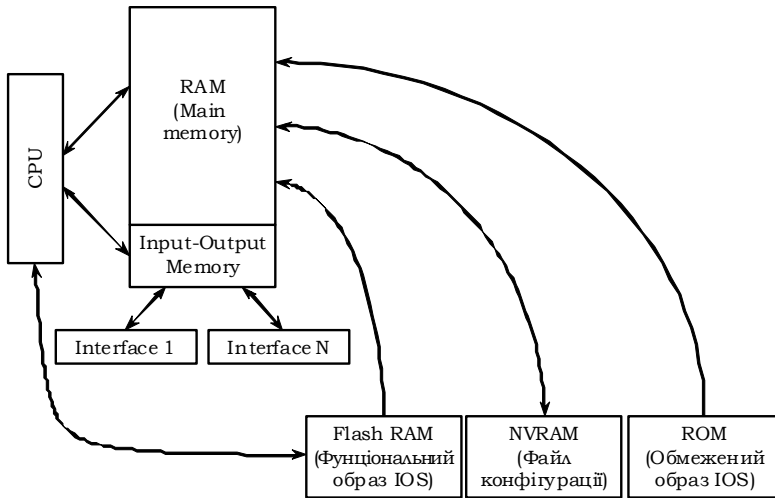 RAM
(Main
memory)
CPU
Input-Output
Memory
Interface 1
Interface N
Flash RAM
(Фунціональний
образ IOS)
NVRAM
(Файл
конфігурації)
ROM
(Обмежений
образ IOS)